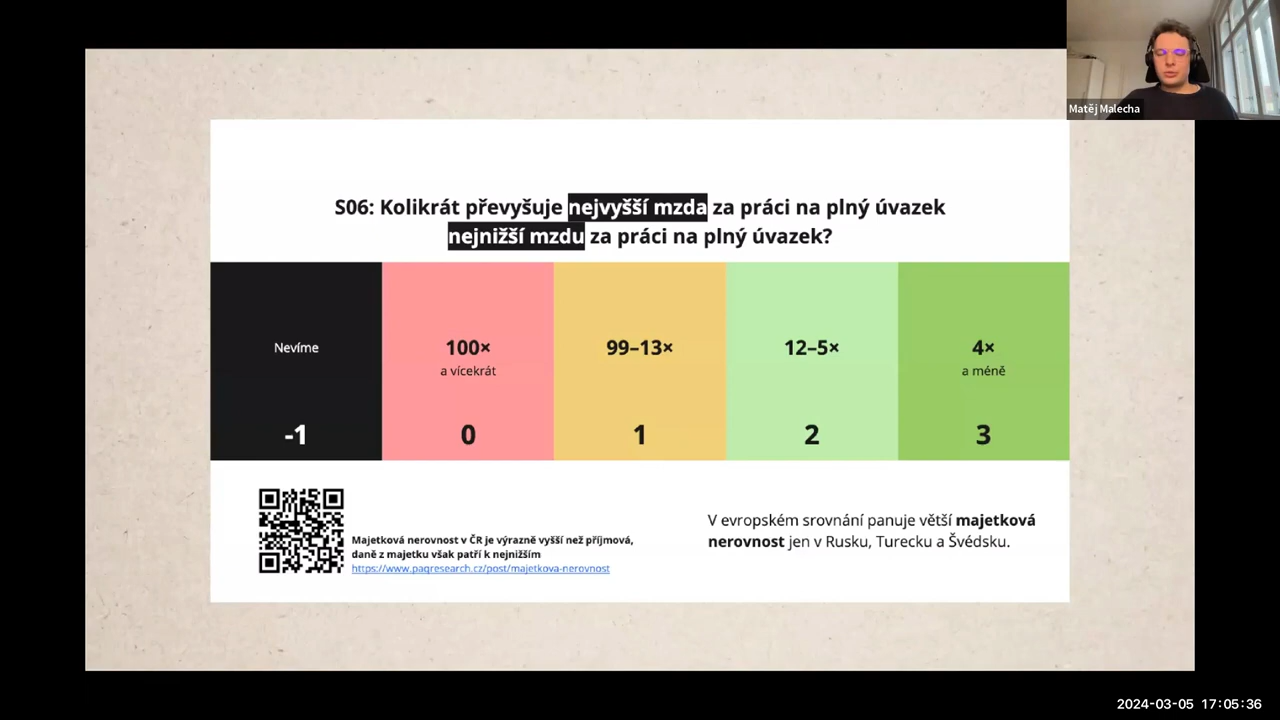 Matěj Malecha
S06: Kolikrát převyšuje nejvyšší mzda za práci na plný úvazek
nejnižší mzdu za práci na plný úvazek?
Nevíme
-1
100×
a vícekrát
0
99–13×
1
12–5×
2
4×
a méně
3
Majetková nerovnost v ČR je výrazně vyšší než příjmová,
daně z majetku však patří k nejnižším
https://www.paqresearch.cz/post/majetkova-nerovnost
V evropském srovnání panuje větší majetková
nerovnost jen v Rusku, Turecku a Švédsku.
2024-03-05 17:05:36